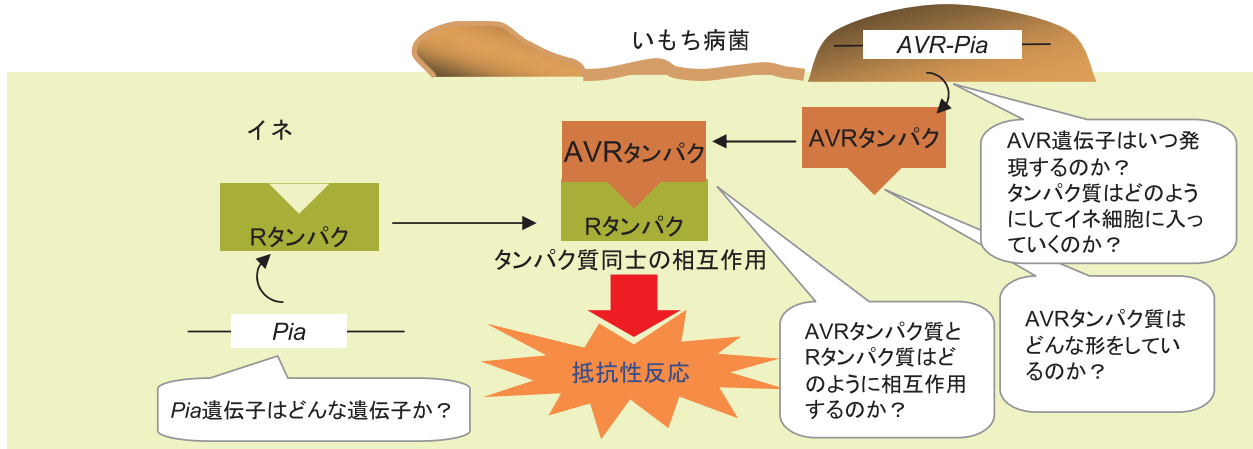 いもち病菌
AVR-Pia
イネ
AVRタンパク
AVRタンパク
Rタンパク
Rタンパク
タンパク質同士の相互作用
Pia
抵抗性反応
Pia遺伝子はどんな遺伝子か？
AVR遺伝子はいつ発
現するのか？
タンパク質はどのよう
にしてイネ細胞に入っ
ていくのか？
AVRタンパク質と
Rタンパク質はど
のように相互作用
するのか？
AVRタンパク質は
どんな形をしてい
るのか？